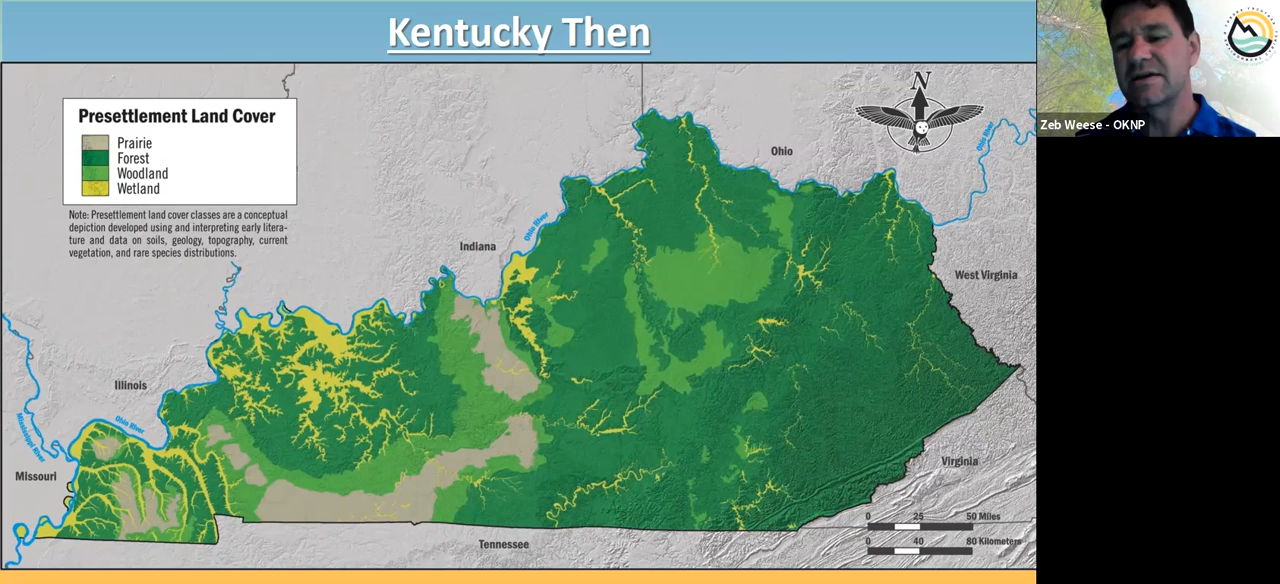 Kentucky Then
Presettlement Land Cover
Prairie
Forest
Woodland
Wetland
Note: Presettlement land cover classes are a conceptual
depiction developed using and interpreting early litera-
ture and data on soils, geology, topography, current
vegetation, and rare species distributions.
N
Zeb Weese - OKNP
Ohio River
Ohio
Ohio River
Indiana
West Virginia
Illinois
Ohio River
Mississippi River
Missouri
Virginia
Tennessee
0 25 50 Miles
0 40 80 Kilometers